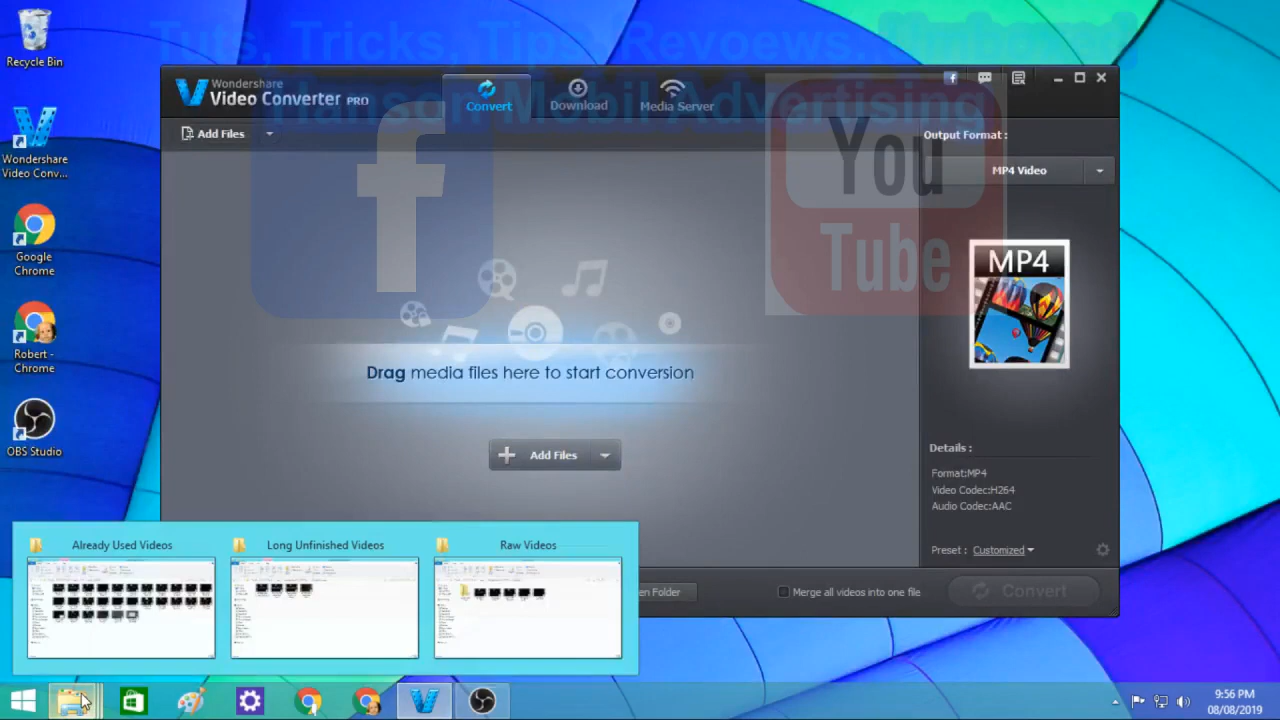 Tuts, Tricks, Tips, Revoews,
Hanson Mobil Advertising
Recycle Bin
Wondershare
Video Converter PRO
Convert
Download
Media Server
Add Files
Output Format :
MP4 Video
You
Tube
f
MP4
Wondershare
Video Conv...
Google
Chrome
Robert -
Chrome
OBS Studio
Drag media files here to start conversion
Add Files
Details :
Format:MP4
Video Codec:H264
Audio Codec:AAC
Preset : Customized
en Folder
Merge all videos into one file
Convert
Already Used Videos
Long Unfinished Videos
Raw Videos
9:56 PM
08/08/2019